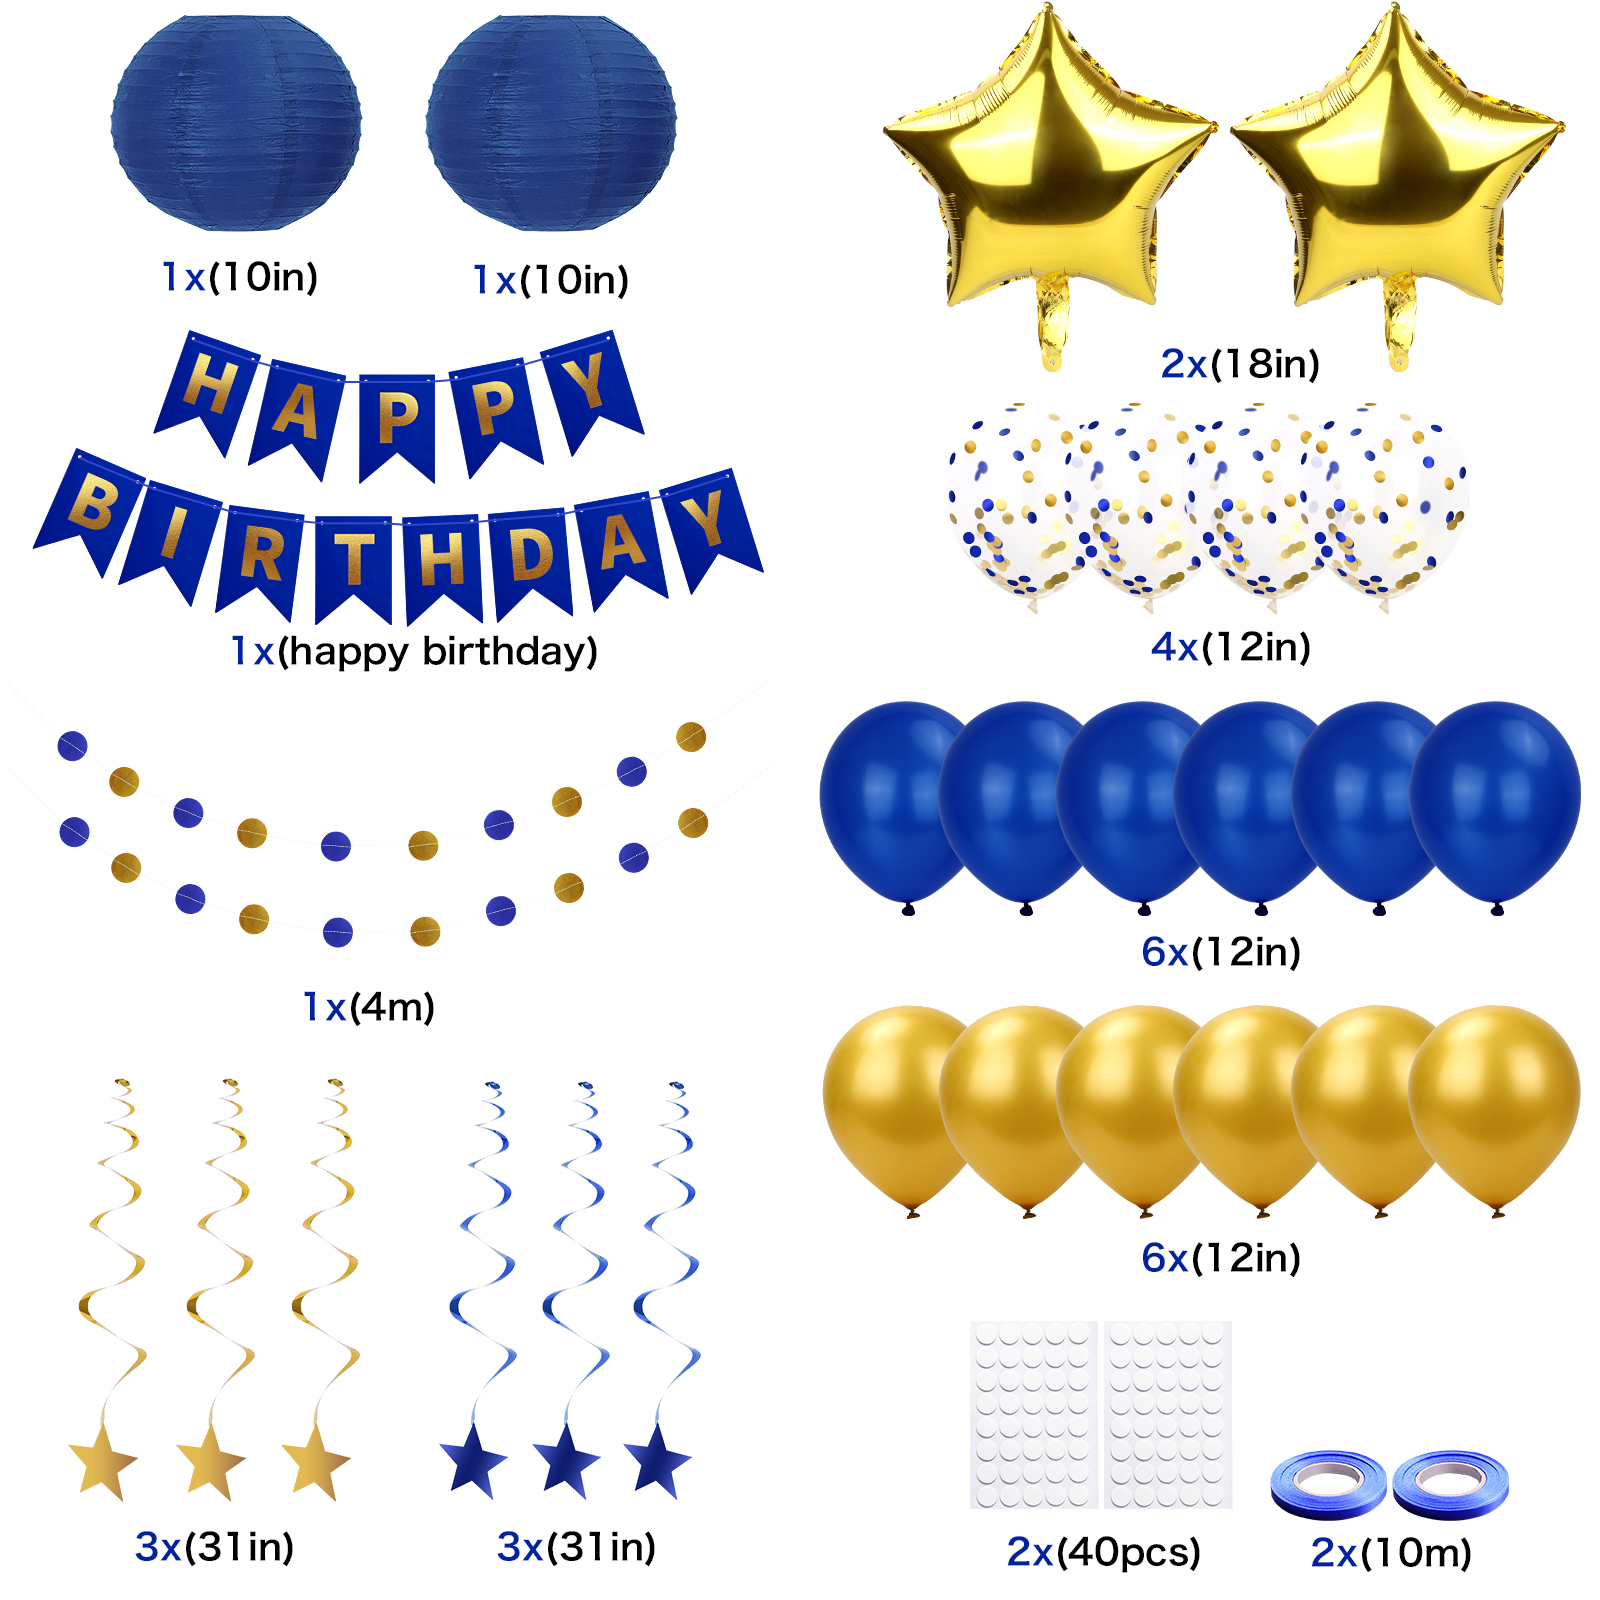 1x(10in)
1x(10in)
HAPPY
BIRTHDAY
1x(happy birthday)
1x(4m)
3x(31in)
3x(31in)
2x(18in)
4x(12in)
6x(12in)
6x(12in)
2x(40pcs)
2x(10m)